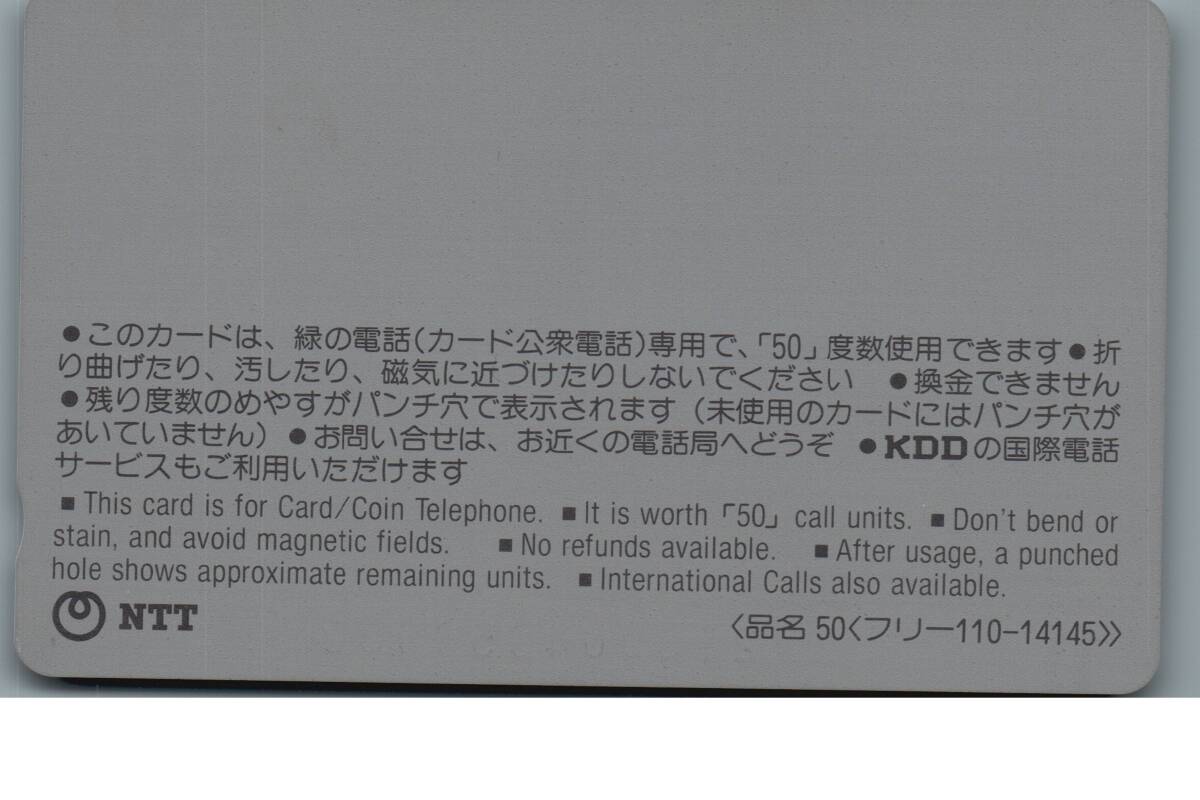 ●このカードは、緑の電話(カード公衆電話)専用で、「50」度数使用できます●折
り曲げたり、汚したり、磁気に近づけたりしないでください ●換金できません
●残り度数のめやすがパンチ穴で表示されます(未使用のカードにはパンチ穴が
あいていません)●お問い合せは、お近くの電話局へどうぞ ●KDDの国際電話
サービスもご利用いただけます
■This card is for Card/Coin Telephone. ■It is worth「50」call units. ■Don't bend or
stain, and avoid magnetic fields. ■No refunds available. ■After usage, a punched
hole shows approximate remaining units. ■International Calls also available.
NTT
〈品名 50〈フリー110-14145〉〉